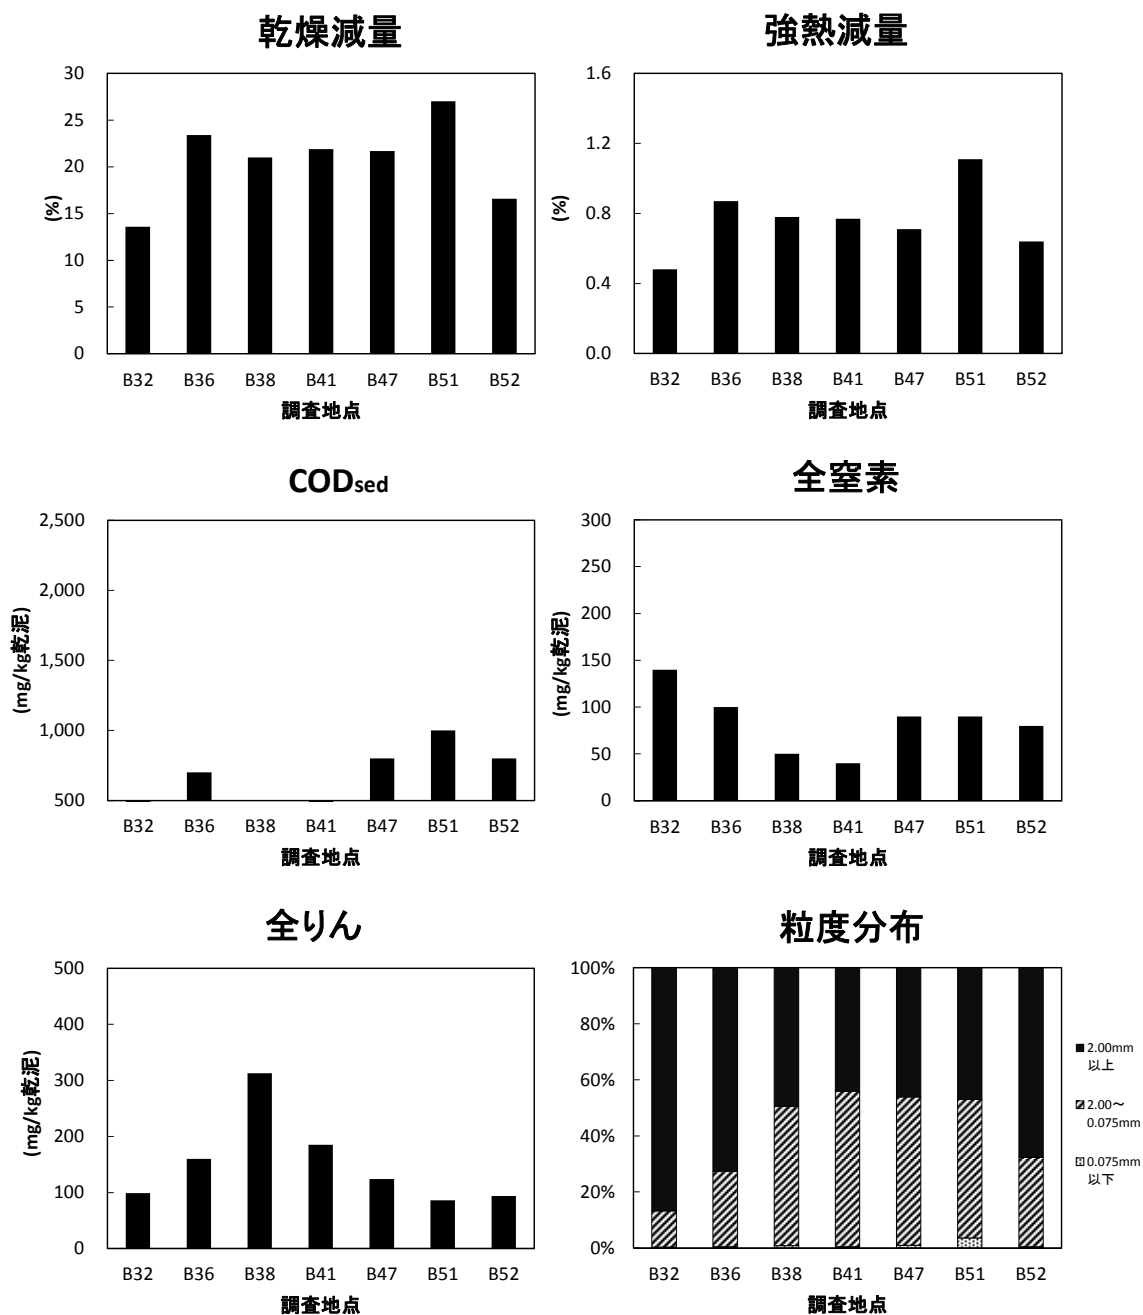 乾燥減量
30
25
20
15
10
5
0
(%)
B32 B36 B38 B41 B47 B51 B52
調査地点
強熱減量
1.6
1.2
0.8
0.4
0.0
(%)
B32 B36 B38 B41 B47 B51 B52
調査地点
CODsed
2,500
2,000
1,500
1,000
500
(mg/kg乾泥)
B32 B36 B38 B41 B47 B51 B52
調査地点
全窒素
300
250
200
150
100
50
0
(mg/kg乾泥)
B32 B36 B38 B41 B47 B51 B52
調査地点
全りん
500
400
300
200
100
0
(mg/kg乾泥)
B32 B36 B38 B41 B47 B51 B52
調査地点
粒度分布
100%
80%
60%
40%
20%
0%
B32 B36 B38 B41 B47 B51 B52
調査地点
2.00mm
以上
2.00～
0.075mm
0.075mm
以下